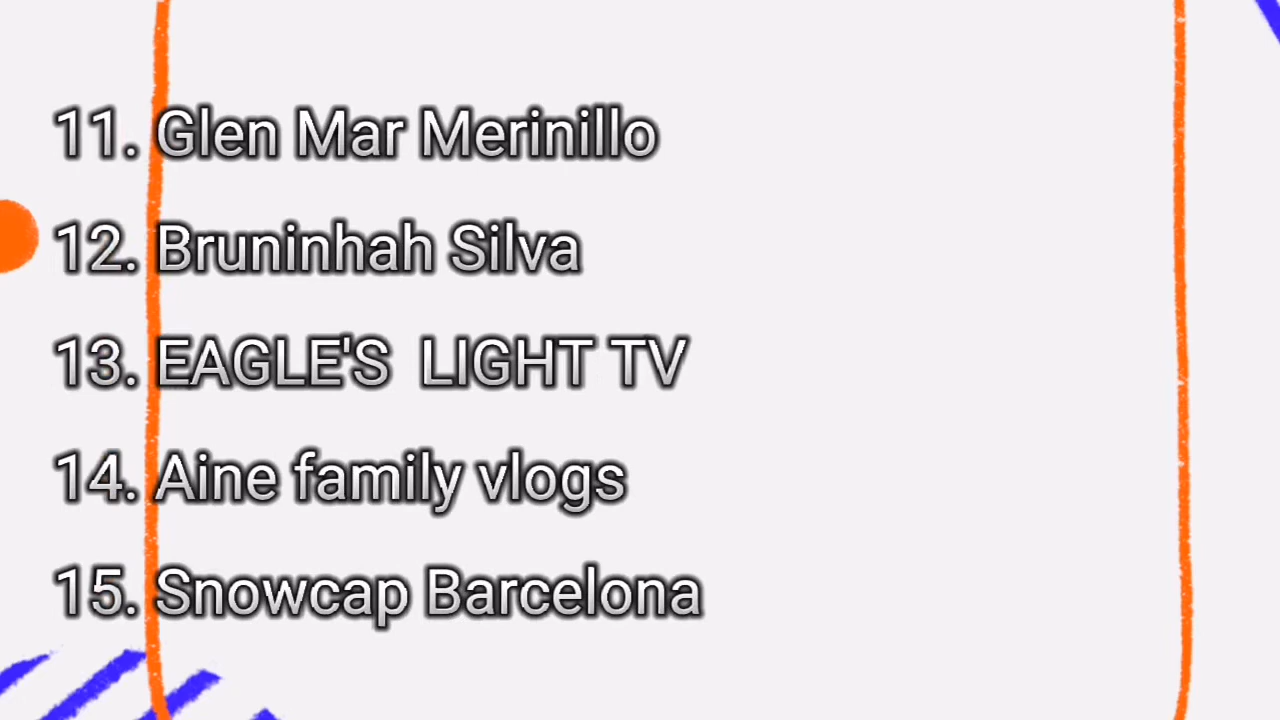 11. Glen Mar Merinillo
12. Bruninhah Silva
13. EAGLE'S  LIGHT TV
14. Aine family vlogs
15. Snowcap Barcelona